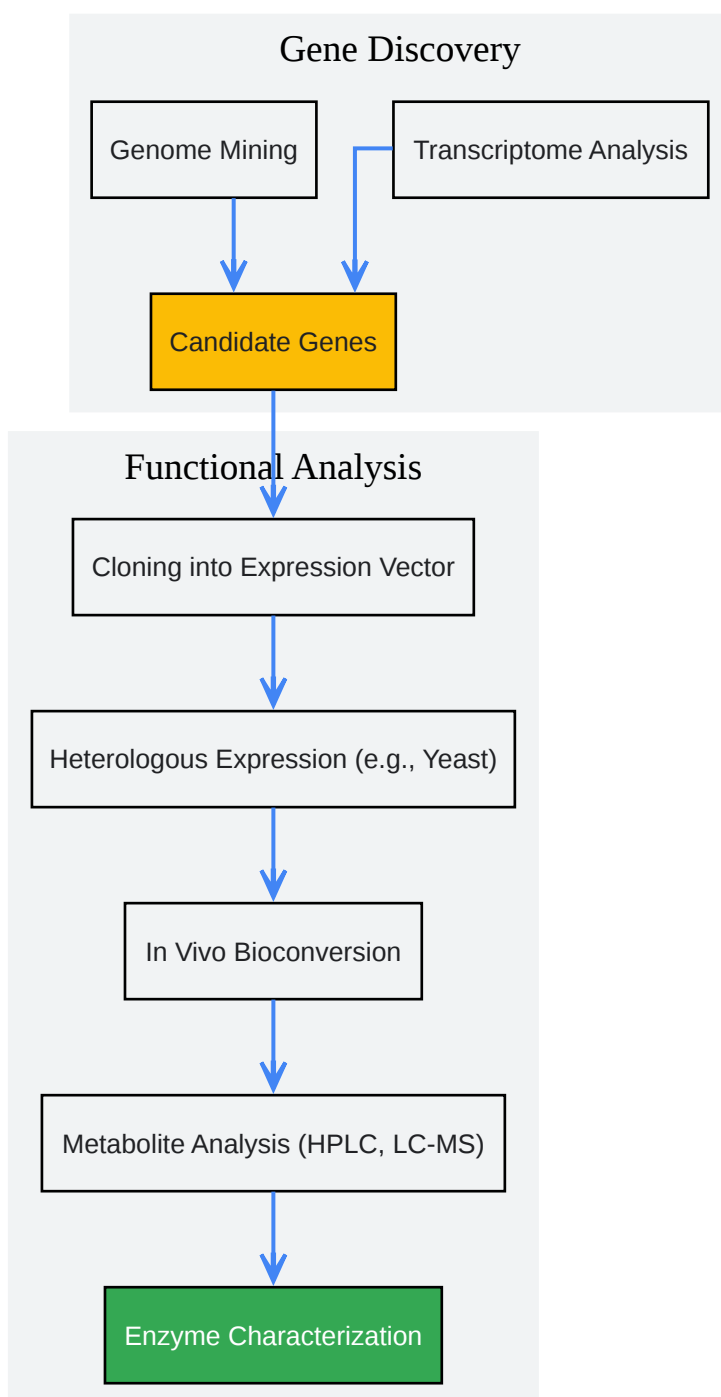 Gene Discovery
Genome Mining
Transcriptome Analysis
Candidate Genes
Functional Analysis
Cloning into Expression Vector
Heterologous Expression (e.g., Yeast)
In Vivo Bioconversion
Metabolite Analysis (HPLC, LC-MS)
Enzyme Characterization